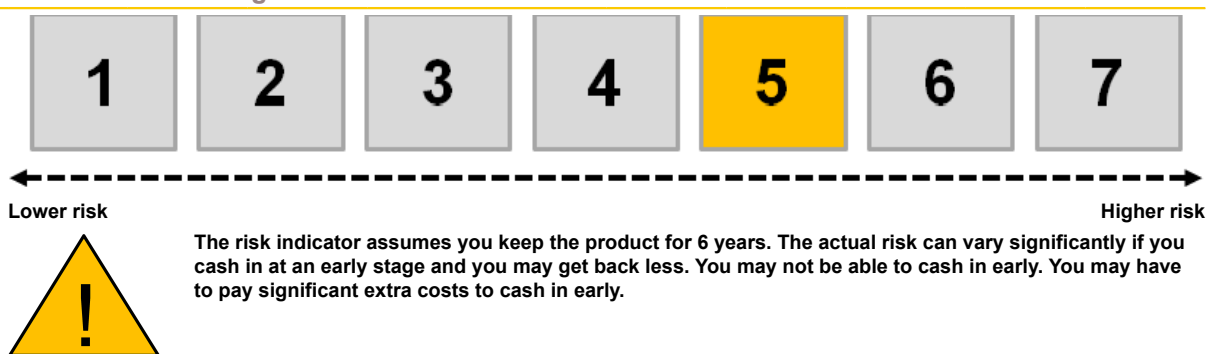 1 2 3 4 5 6 7
Lower risk Higher risk
The risk indicator assumes you keep the product for 6 years. The actual risk can vary significantly if you
cash in at an early stage and you may get back less. You may not be able to cash in early. You may have
to pay significant extra costs to cash in early.
!